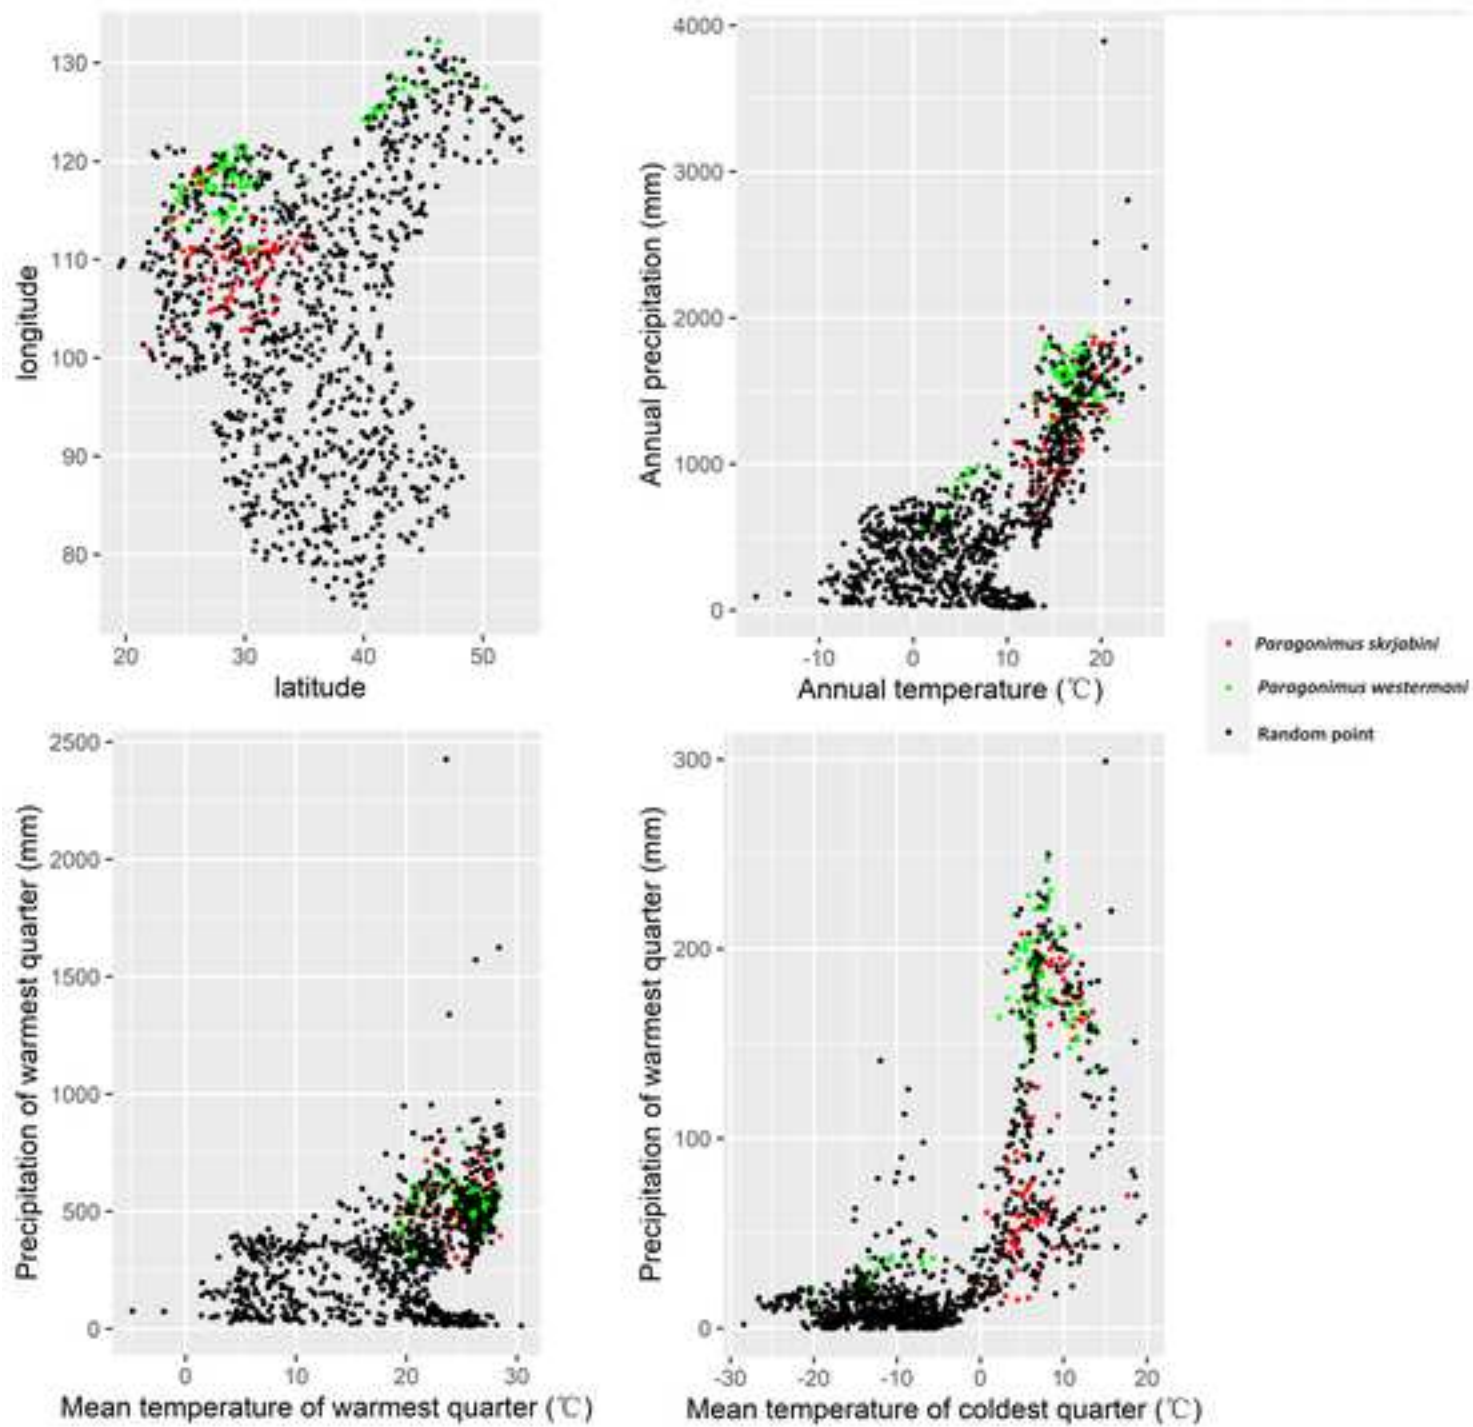 130
120
110
100
90
80
longitude
20 30 40 50
latitude
4000
3000
2000
1000
0
Annual precipitation (mm)
-10 0 10 20
Annual temperature (℃)
Paragonimus skrjabini
Paragonimus westermani
Random point
2500
2000
1500
1000
500
0
Precipitation of warmest quarter (mm)
0 10 20 30
Mean temperature of warmest quarter (℃)
300
200
100
0
Precipitation of warmest quarter (mm)
-30 -20 -10 0 10 20
Mean temperature of coldest quarter (℃)